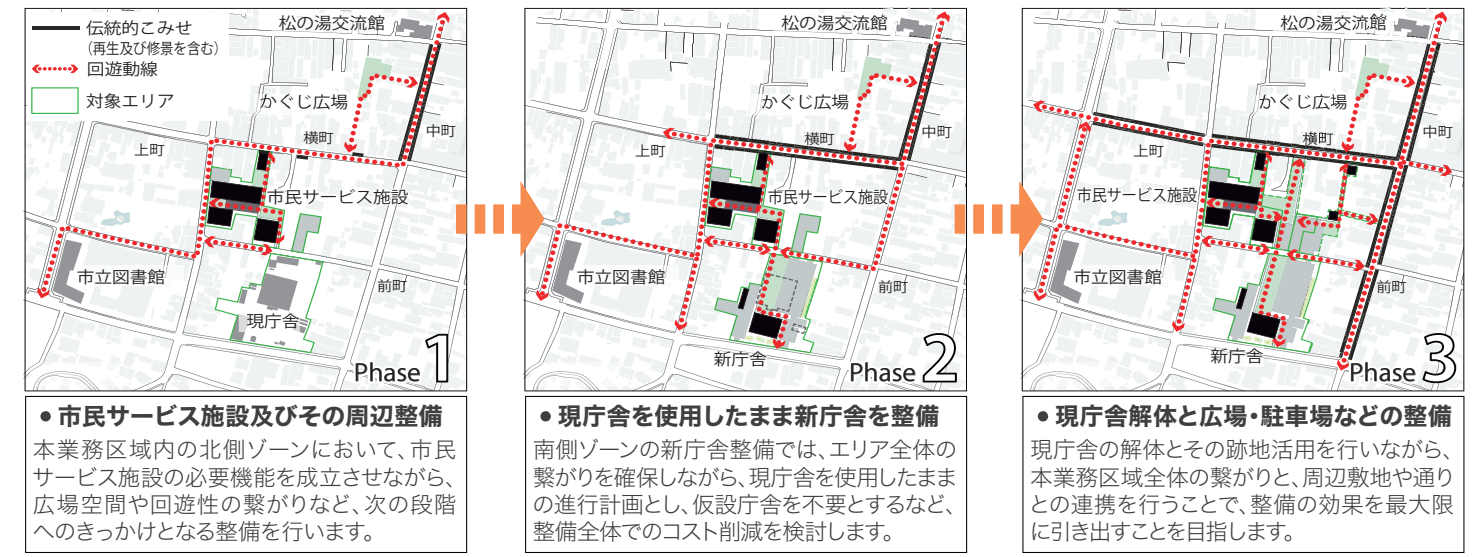 伝統的こみせ
(再生及び修景を含む)
回遊動線
対象エリア
松の湯交流館
かぐじ広場
横町
中町
上町
市民サービス施設
市立図書館
前町
現庁舎
Phase 1
松の湯交流館
かぐじ広場
横町
中町
上町
市民サービス施設
市立図書館
前町
新庁舎
Phase 2
松の湯交流館
かぐじ広場
横町
中町
上町
市民サービス施設
市立図書館
前町
新庁舎
Phase 3
●市民サービス施設及びその周辺整備
本業務区域内の北側ゾーンにおいて、市民
サービス施設の必要機能を成立させながら、
広場空間や回遊性の繋がりなど、次の段階
へのきっかけとなる整備を行います。
●現庁舎を使用したまま新庁舎を整備
南側ゾーンの新庁舎整備では、エリア全体の
繋がりを確保しながら、現庁舎を使用したまま
の進行計画とし、仮設庁舎を不要とするなど、
整備全体でのコスト削減を検討します。
●現庁舎解体と広場・駐車場などの整備
現庁舎の解体とその跡地活用を行いながら、
本業務区域全体の繋がりと、周辺敷地や通り
との連携を行うことで、整備の効果を最大限
に引き出すことを目指します。